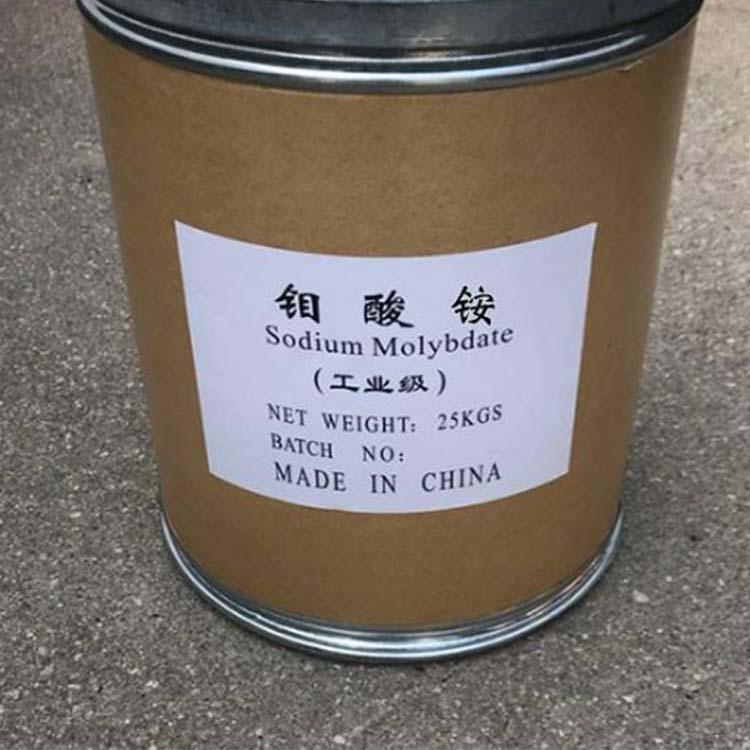 钼酸铵
Sodium Molybdate
(工业级)
NET WEIGHT: 25KGS
BATCH NO:
MADE IN CHINA